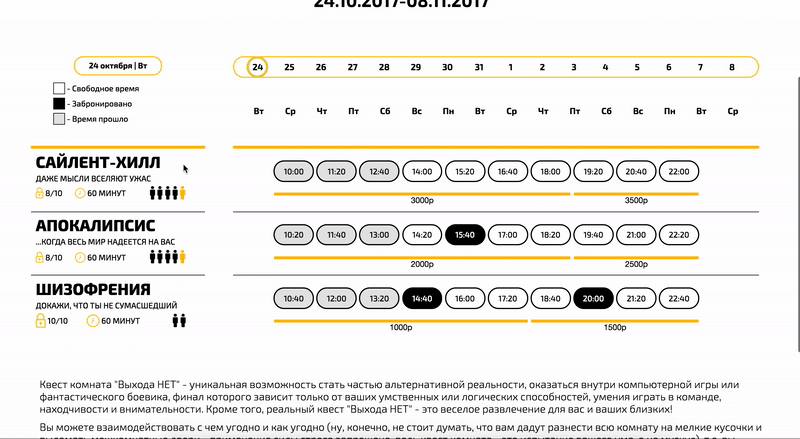 24.10.2017-08.11.2017
24 октября | Вт
24 25 26 27 28 29 30 31 1 2 3 4 5 6 7 8
- Свободное время
- Забронировано
- Время прошло
Вт Ср Чт Пт Сб Вс Пн Вт Ср Чт Пт Сб Вс Пн Вт Ср
САЙЛЕНТ-ХИЛЛ
ДАЖЕ МЫСЛИ ВСЕЛЯЮТ УЖАС
8/10 60 МИНУТ
10:00 11:20 12:40 14:00 15:20 16:40 18:00 19:20 20:40 22:00
3000р 3500р
АПОКАЛИПСИС
...КОГДА ВЕСЬ МИР НАДЕЕТСЯ НА ВАС
8/10 60 МИНУТ
10:20 11:40 13:00 14:20 15:40 17:00 18:20 19:40 21:00 22:20
2000р 2500р
ШИЗОФРЕНИЯ
ДОКАЖИ, ЧТО ТЫ НЕ СУМАСШЕДШИЙ
10/10 60 МИНУТ
10:40 12:00 13:20 14:40 16:00 17:20 18:40 20:00 21:20 22:40
1000р 1500р
Квест комната "Выхода НЕТ" - уникальная возможность стать частью альтернативной реальности, оказаться внутри компьютерной игры или
фантастического боевика, финал которого зависит только от ваших умственных или логических способностей, умения играть в команде,
находчивости и внимательности. Кроме того, реальный квест "Выхода НЕТ" - это веселое развлечение для вас и ваших близких!
Вы можете взаимодействовать с чем угодно и как угодно (ну, конечно, не стоит думать, что вам дадут разнести всю комнату на мелкие кусочки и